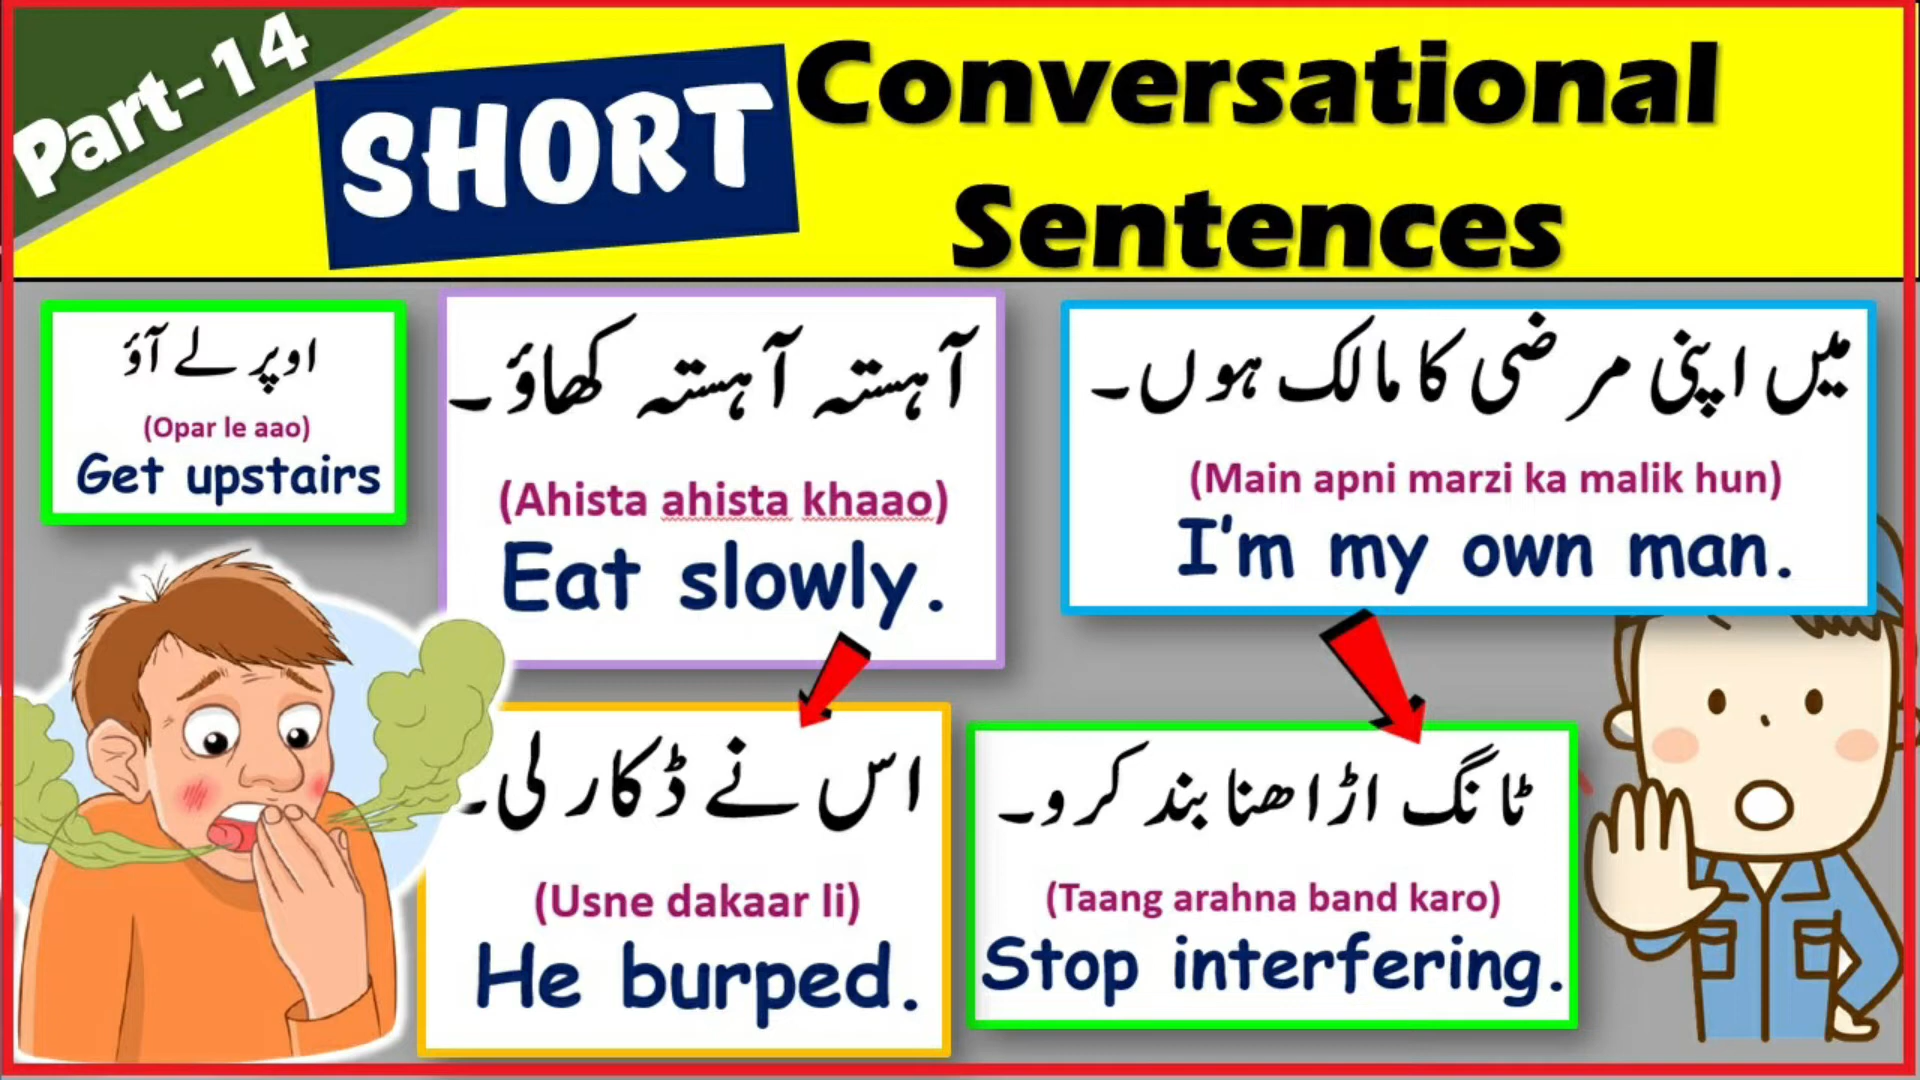 Part-14
SHORT
Conversational
Sentences
اوپر لے آؤ
(Opar le aao)
Get upstairs
آہستہ آہستہ کھاؤ۔
(Ahista ahista khaao)
Eat slowly.
میں اپنی مرضی کا مالک ہوں۔
(Main apni marzi ka malik hun)
I'm my own man.
اس نے ڈکار لی۔
(Usne dakaar li)
He burped.
ٹانگ اڑاھنا بند کرو۔
(Taang arahna band karo)
Stop interfering.